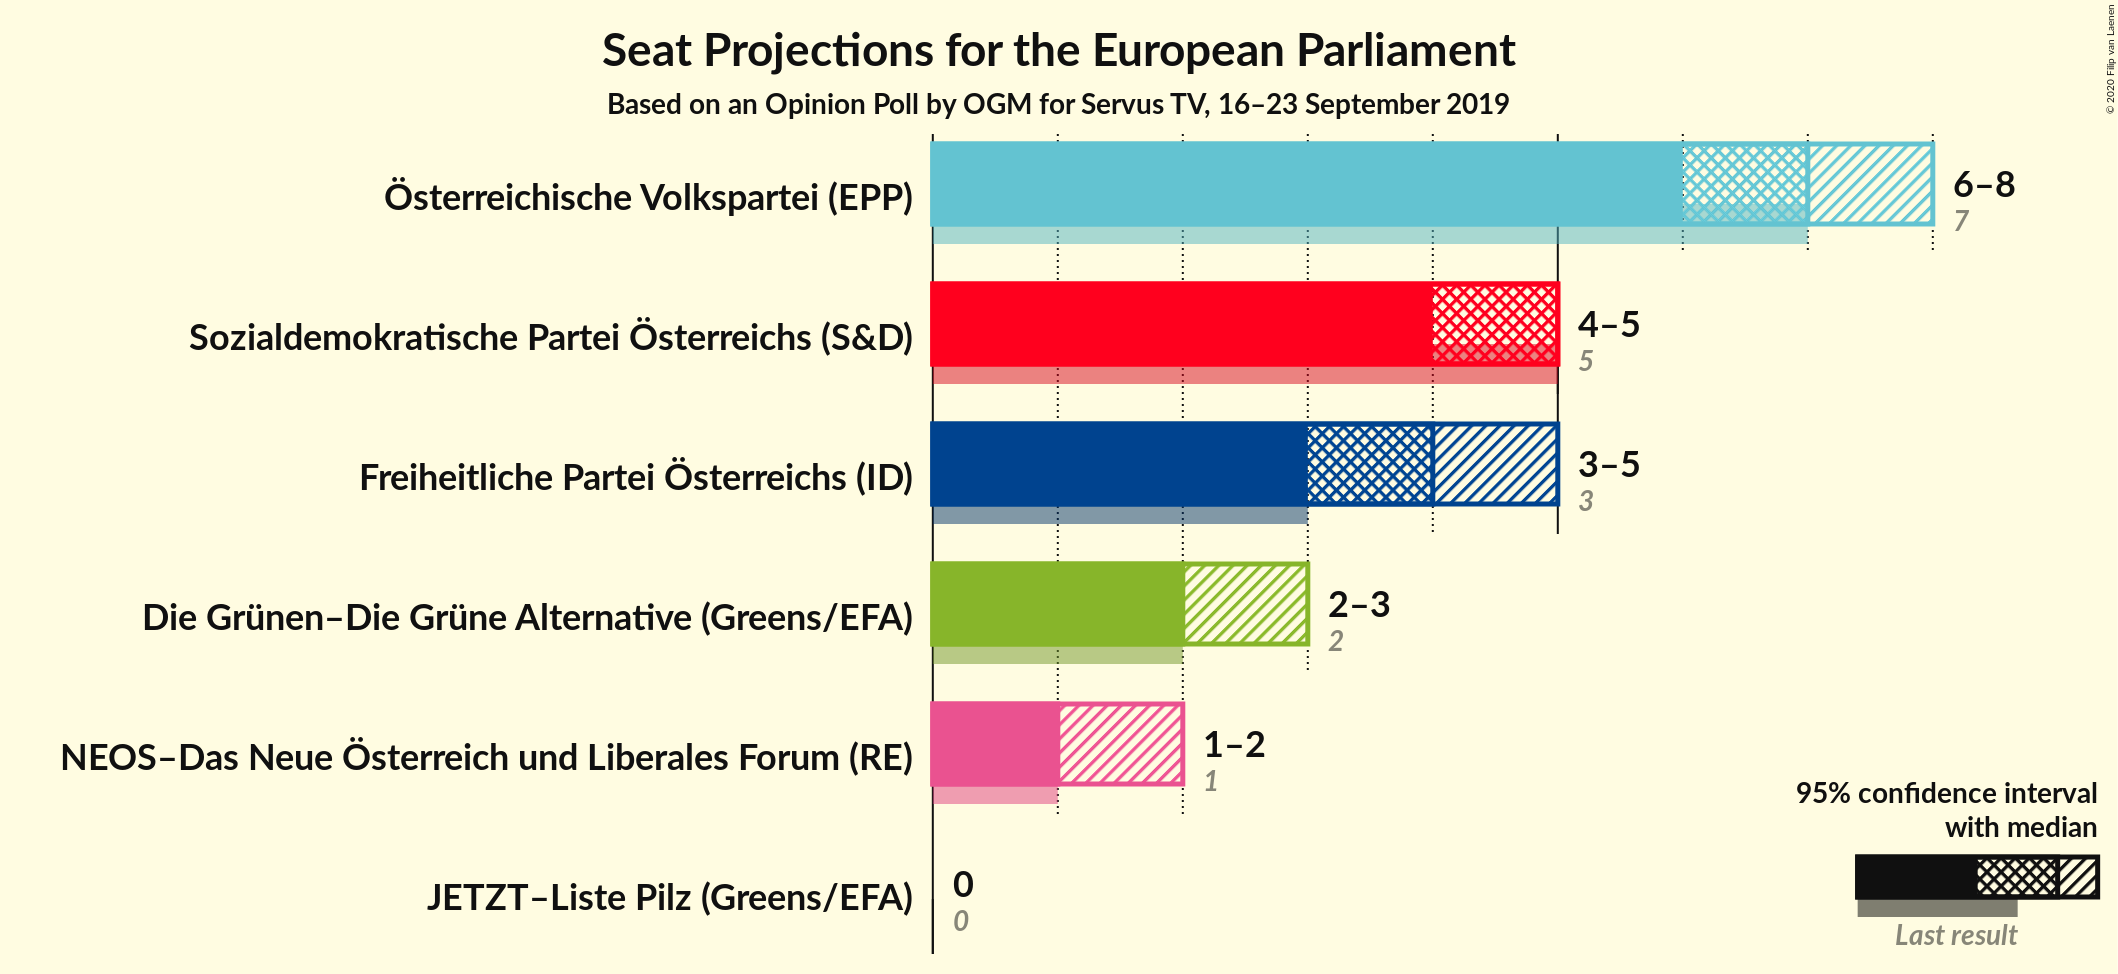 Seat Projections for the European Parliament
Based on an Opinion Poll by OGM for Servus TV, 16–23 September 2019
© 2020 Filip van Laenen
Österreichische Volkspartei (EPP)
6–8
7
Sozialdemokratische Partei Österreichs (S&D)
4–5
5
Freiheitliche Partei Österreichs (ID)
3–5
3
Die Grünen–Die Grüne Alternative (Greens/EFA)
2–3
2
NEOS–Das Neue Österreich und Liberales Forum (RE)
1–2
1
JETZT–Liste Pilz (Greens/EFA)
0
0
95% confidence interval
with median
Last result